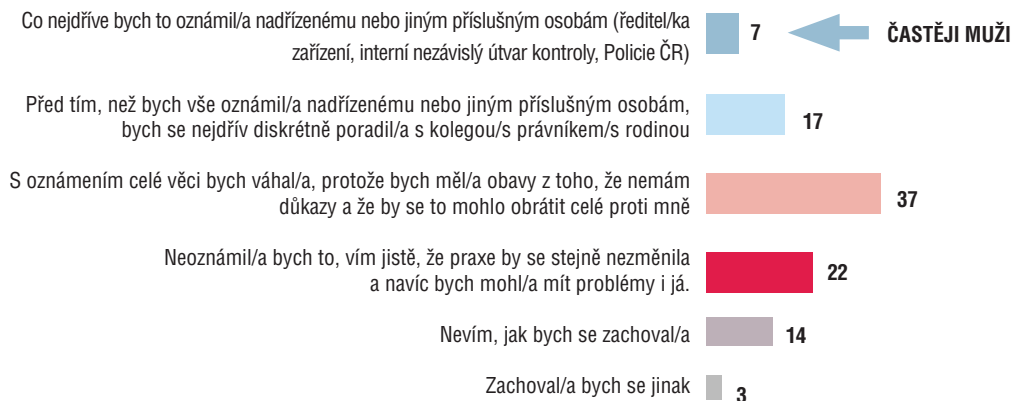 Co nejdříve bych to oznámil/a nadřízenému nebo jiným příslušným osobám (ředitel/ka
zařízení, interní nezávislý útvar kontroly, Policie ČR)
7
ČASTĚJI MUŽI
Před tím, než bych vše oznámil/a nadřízenému nebo jiným příslušným osobám,
bych se nejdřív diskrétně poradil/a s kolegou/s právníkem/s rodinou
17
S oznámením celé věci bych váhal/a, protože bych měl/a obavy z toho, že nemám
důkazy a že by se to mohlo obrátit celé proti mně
37
Neoznámil/a bych to, vím jistě, že praxe by se stejně nezměnila
a navíc bych mohl/a mít problémy i já.
22
Nevím, jak bych se zachoval/a
14
Zachoval/a bych se jinak
3